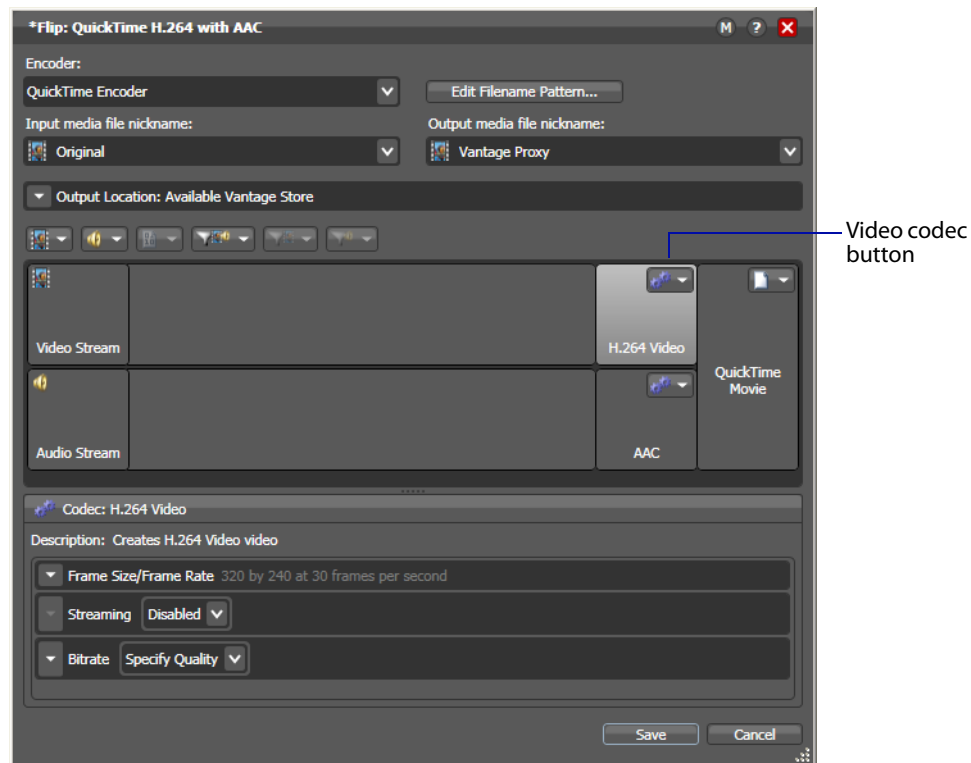 *Flip: QuickTime H.264 with AAC
M ?
Encoder:
QuickTime Encoder
Edit Filename Pattern...
Input media file nickname:
Output media file nickname:
Original
Vantage Proxy
Output Location: Available Vantage Store
Video codec
button
Video Stream
H.264 Video
QuickTime
Movie
Audio Stream
AAC
Codec: H.264 Video
Description: Creates H.264 Video video
Frame Size/Frame Rate 320 by 240 at 30 frames per second
Streaming Disabled
Bitrate Specify Quality
Save
Cancel